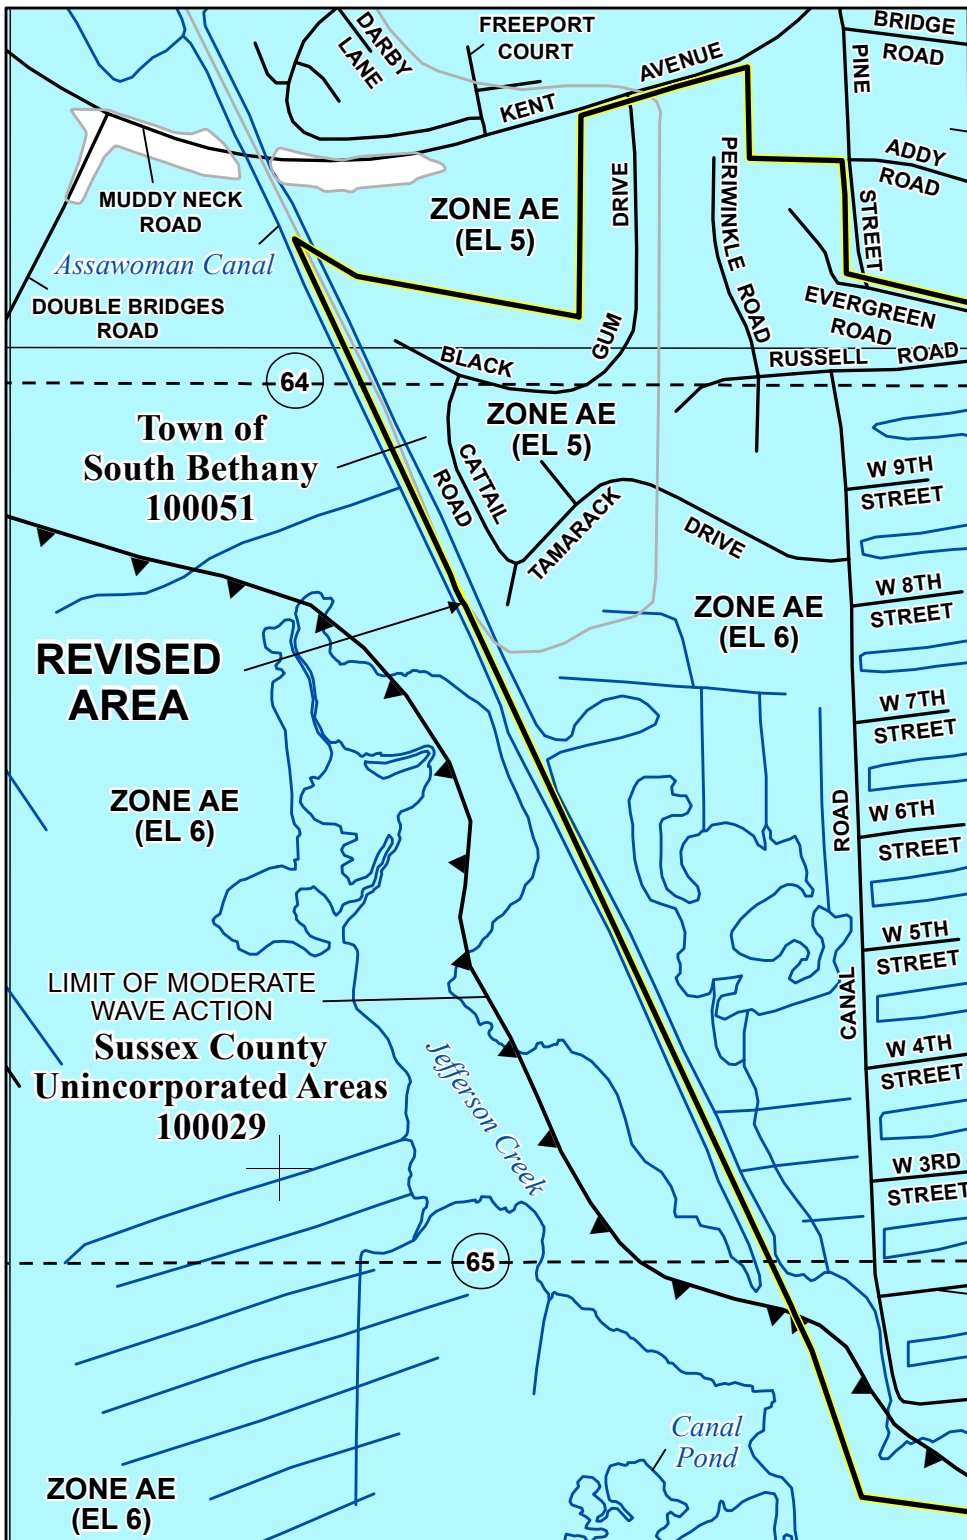 FREEPORT
COURT
DARBY
LANE
KENT
AVENUE
BRIDGE
ROAD
PINE
STREET
ADDY
ROAD
MUDDY NECK
ROAD
ZONE AE
(EL 5)
DRIVE
GUM
PERIWINKLE ROAD
Assawoman Canal
DOUBLE BRIDGES
ROAD
EVERGREEN
ROAD
BLACK
RUSSELL ROAD
64
Town of
South Bethany
100051
ZONE AE
(EL 5)
CATTAIL
ROAD
TAMARACK
DRIVE
W 9TH
STREET
W 8TH
STREET
ZONE AE
(EL 6)
REVISED
AREA
W 7TH
STREET
ZONE AE
(EL 6)
ROAD
CANAL
W 6TH
STREET
W 5TH
STREET
LIMIT OF MODERATE
WAVE ACTION
Sussex County
Unincorporated Areas
100029
Jefferson Creek
W 4TH
STREET
W 3RD
STREET
65
Canal
Pond
ZONE AE
(EL 6)